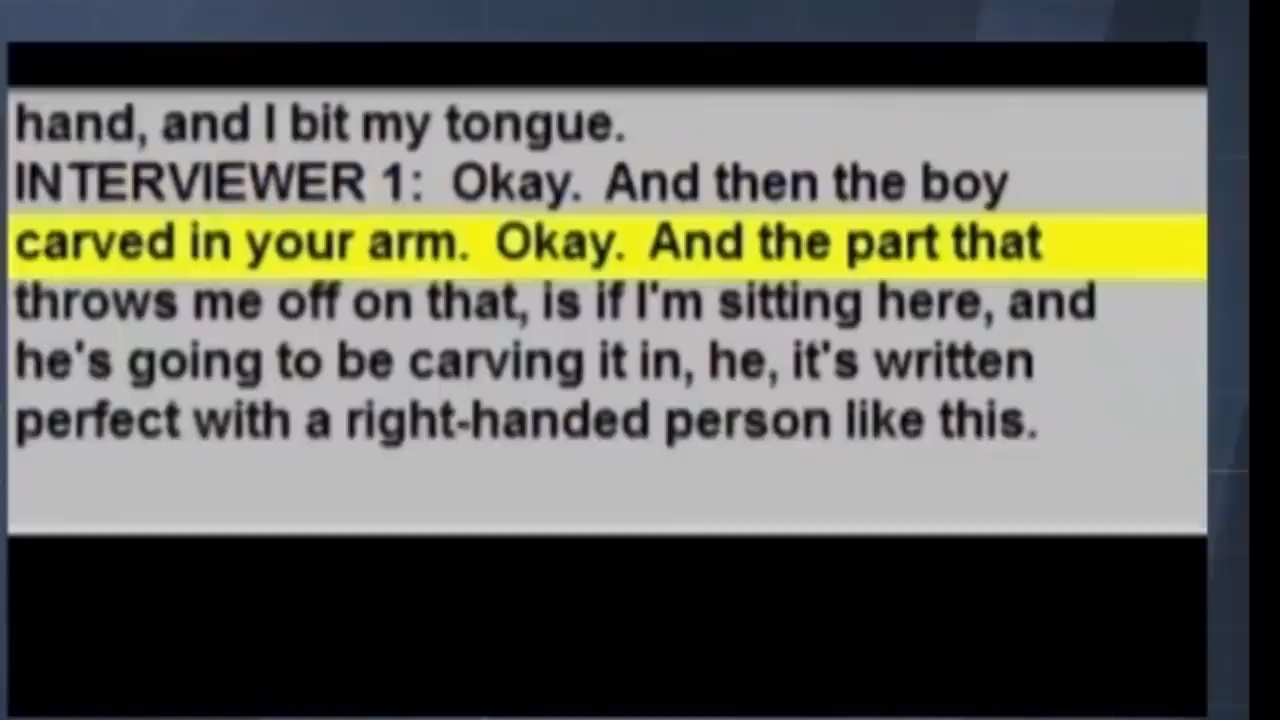 hand, and I bit my tongue.
INTERVIEWER 1: Okay. And then the boy
carved in your arm. Okay. And the part that
throws me off on that, is if I'm sitting here, and
he's going to be carving it in, he, it's written
perfect with a right-handed person like this.